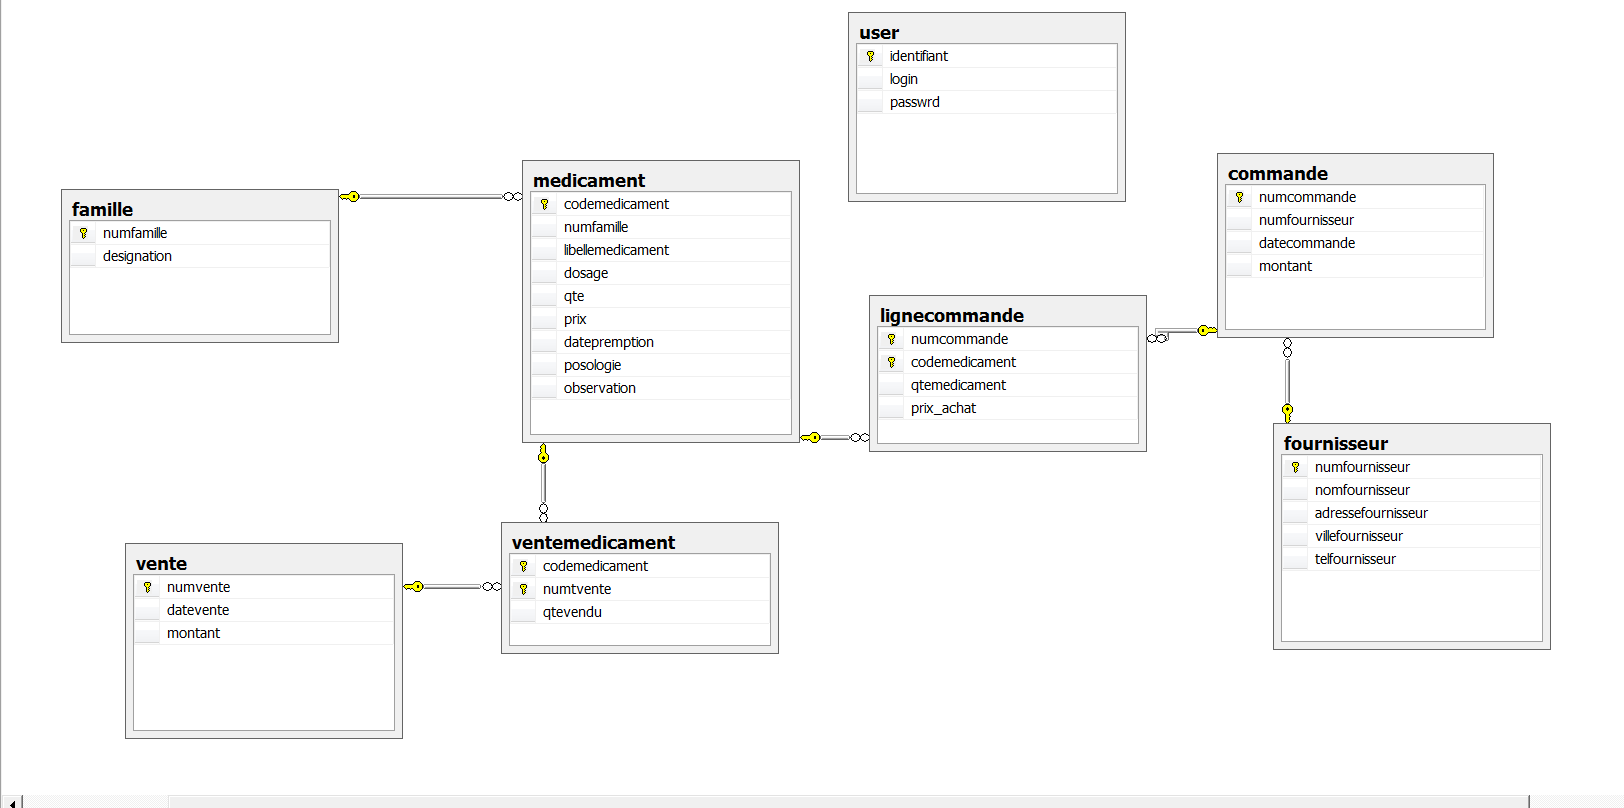 user
identifiant
login
passwrd
famille
numfamille
designation
medicament
codemedicament
numfamille
libellemedicament
dosage
qte
prix
datepremption
posologie
observation
commande
numcommande
numfournisseur
datecommande
montant
lignecommande
numcommande
codemedicament
qtemedicament
prix_achat
fournisseur
numfournisseur
nomfournisseur
adressefournisseur
villefournisseur
telfournisseur
vente
numvente
datevente
montant
ventemedicament
codemedicament
numtvente
qtevendu